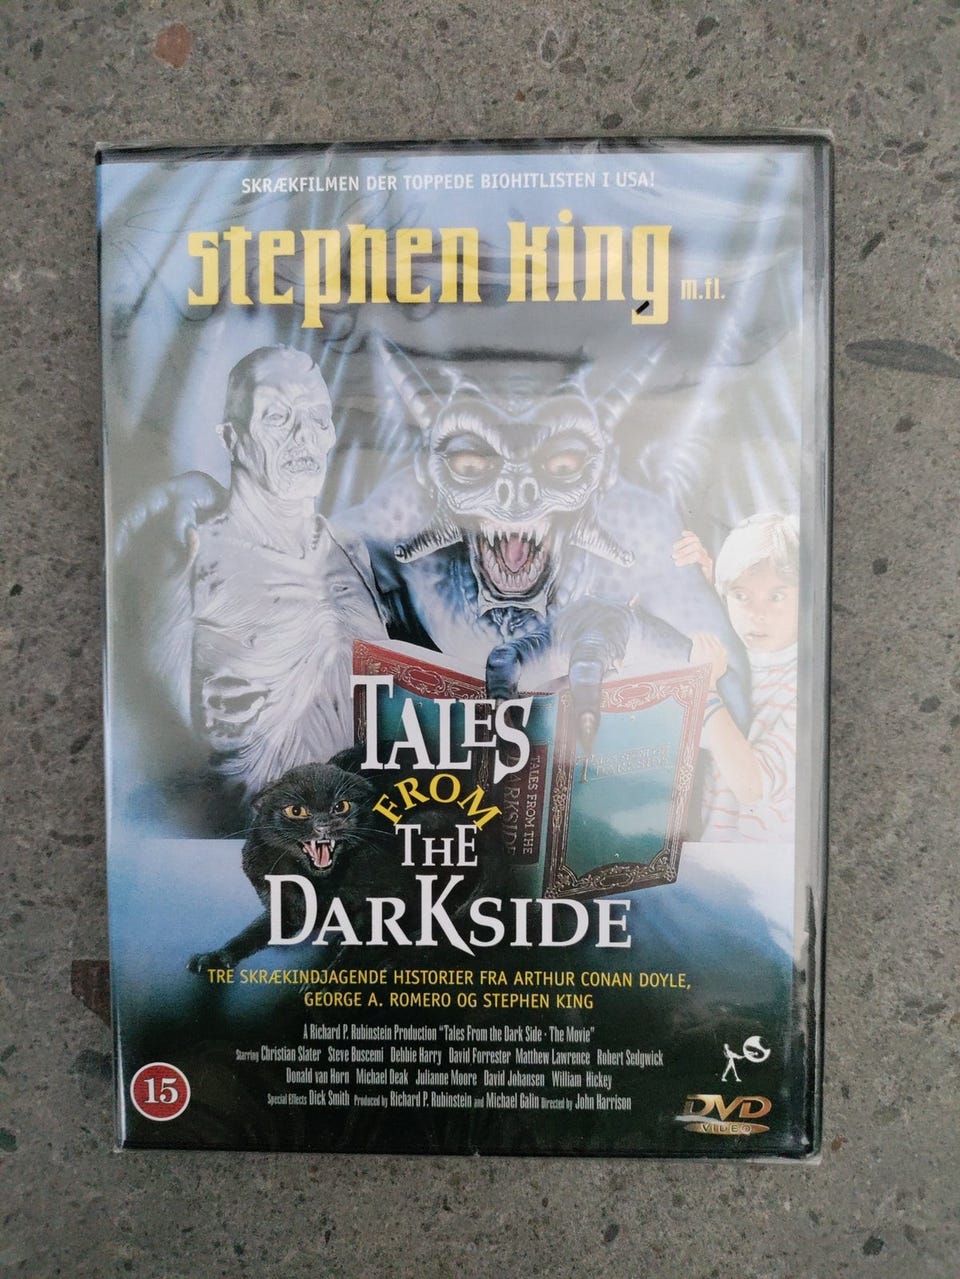 SKRÆKFILMEN DER TOPPEDE BIOHITLISTEN I USA!
stephen king m.fl.
TALES
FROM
THE
DARKSIDE
TALES FROM THE
DARKSIDE
TRE SKRÆKINDJAGENDE HISTORIER FRA ARTHUR CONAN DOYLE,
GEORGE A. ROMERO OG STEPHEN KING
A Richard P. Rubinstein Production "Tales From the Dark Side - The Movie"
Starring Christian Slater Steve Buscemi Debbie Harry David Forrester Matthew Lawrence Robert Sedgwick
Donald van Horn Michael Deak Julianne Moore David Johansen William Hickey
Special Effects Dick Smith Produced by Richard P. Rubinstein and Michael Galin Directed by John Harrison
15
DVD
VIDEO